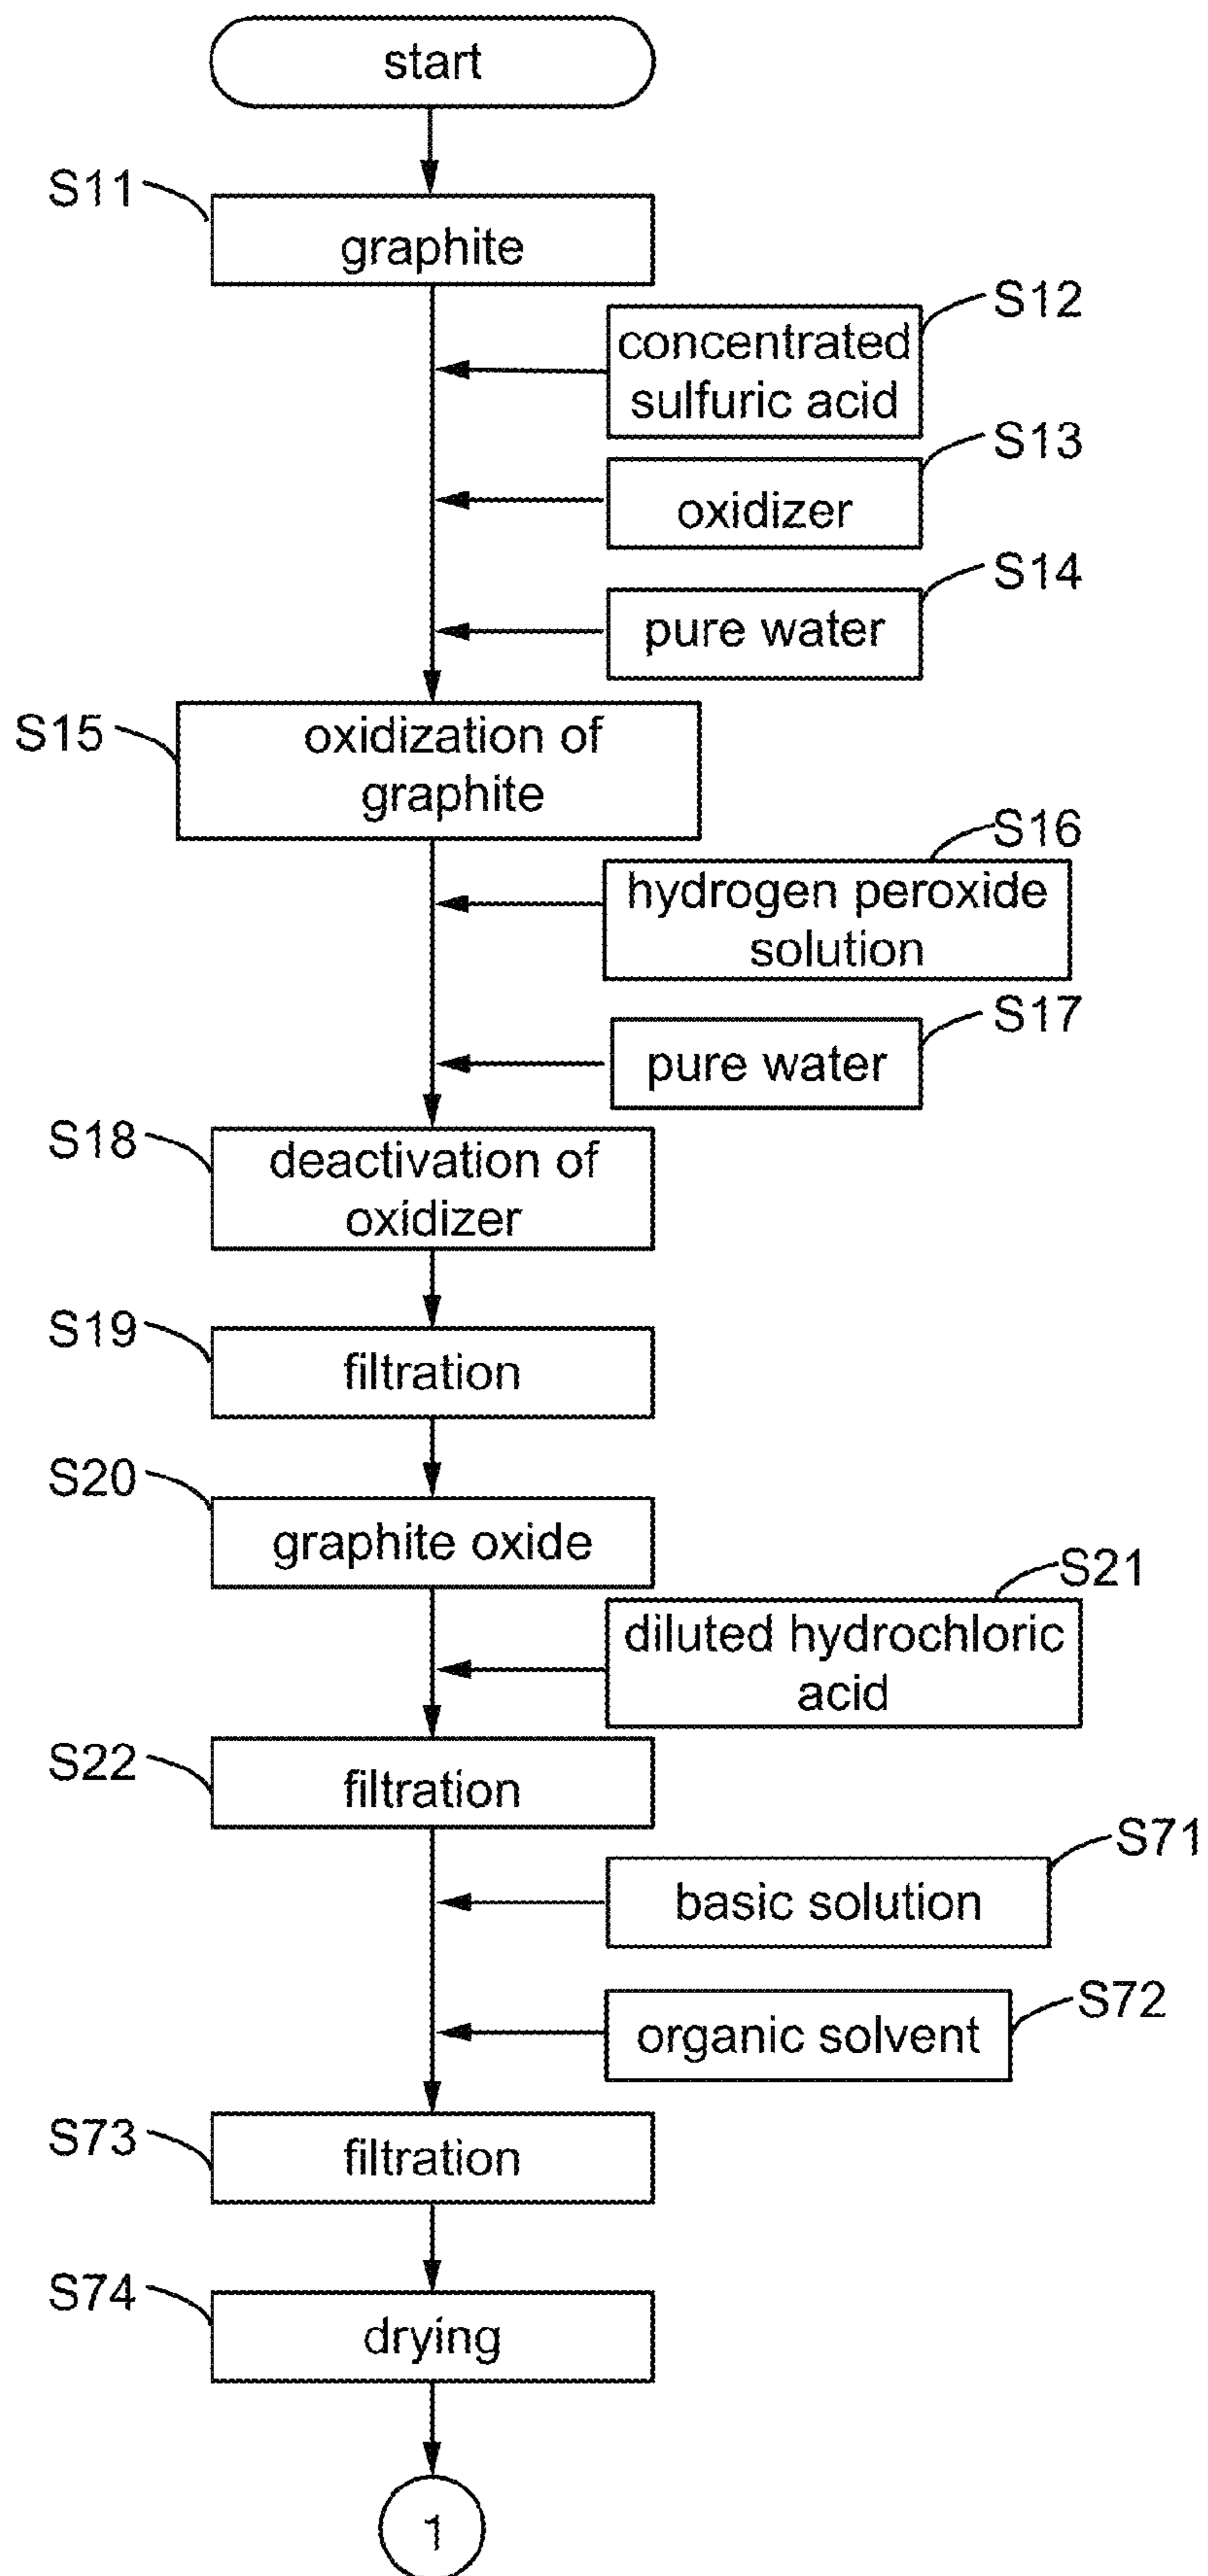 start
S11
graphite
S12
concentrated
sulfuric acid
S13
oxidizer
S14
pure water
S15
oxidization of
graphite
S16
hydrogen peroxide
solution
S17
pure water
S18
deactivation of
oxidizer
S19
filtration
S20
graphite oxide
S21
diluted hydrochloric
acid
S22
filtration
S71
basic solution
S72
organic solvent
S73
filtration
S74
drying
1